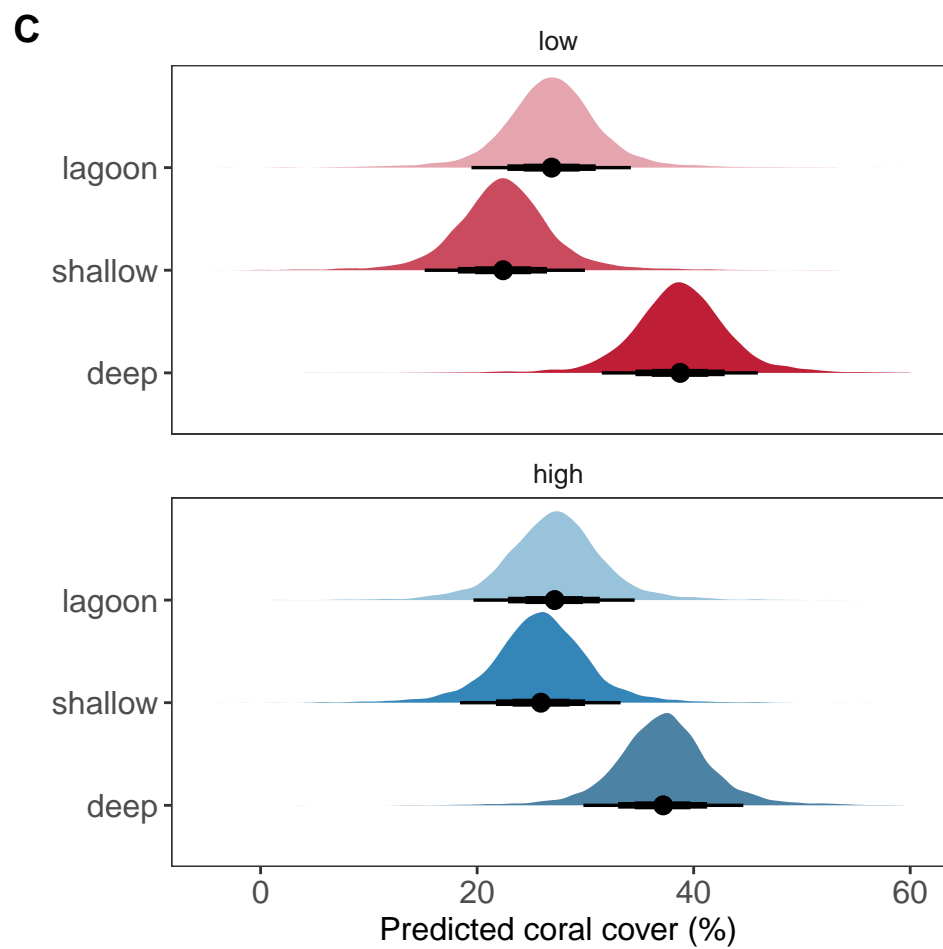 C
low
lagoon
shallow
deep
high
lagoon
shallow
deep
0 20 40 60
Predicted coral cover (%)